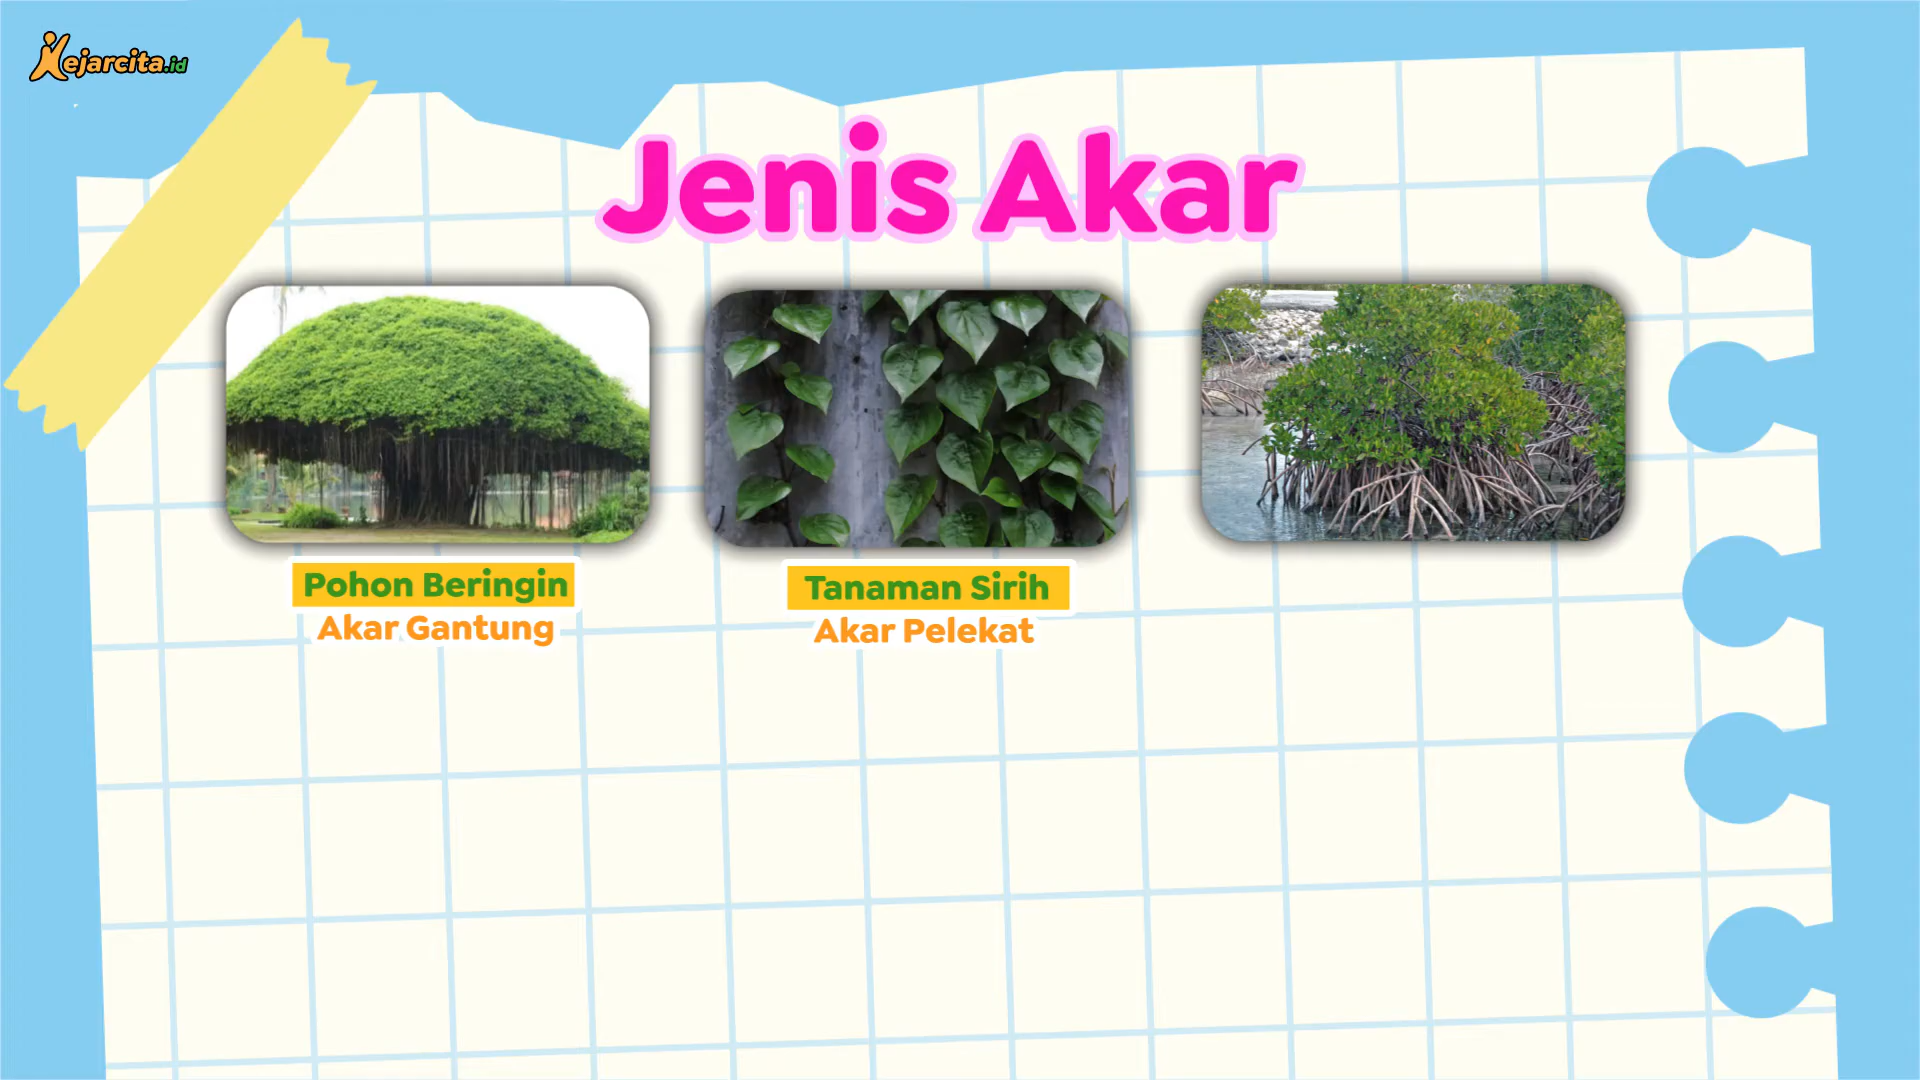 Kejarcita.id
Jenis Akar
Pohon Beringin
Akar Gantung
Tanaman Sirih
Akar Pelekat